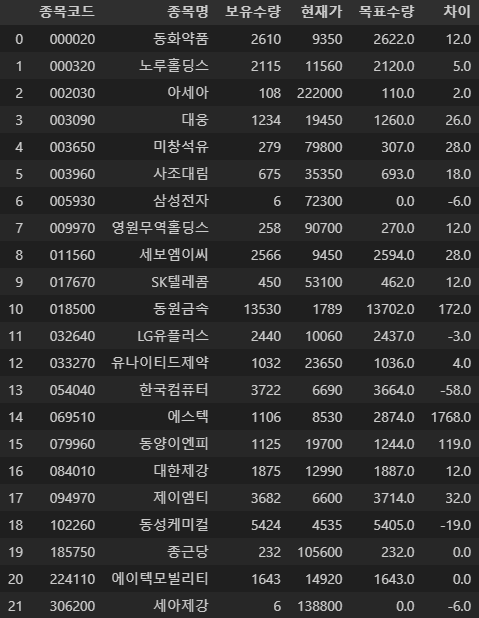 종목코드 종목명 보유수량 현재가 목표수량 차이
0 000020 동화약품 2610 9350 2622.0 12.0
1 000320 노루홀딩스 2115 11560 2120.0 5.0
2 002030 아세아 108 222000 110.0 2.0
3 003090 대웅 1234 19450 1260.0 26.0
4 003650 미창석유 279 79800 307.0 28.0
5 003960 사조대림 675 35350 693.0 18.0
6 005930 삼성전자 6 72300 0.0 -6.0
7 009970 영원무역홀딩스 258 90700 270.0 12.0
8 011560 세보엠이씨 2566 9450 2594.0 28.0
9 017670 SK텔레콤 450 53100 462.0 12.0
10 018500 동원금속 13530 1789 13702.0 172.0
11 032640 LG유플러스 2440 10060 2437.0 -3.0
12 033270 유나이티드제약 1032 23650 1036.0 4.0
13 054040 한국컴퓨터 3722 6690 3664.0 -58.0
14 069510 에스텍 1106 8530 2874.0 1768.0
15 079960 동양이엔피 1125 19700 1244.0 119.0
16 084010 대한제강 1875 12990 1887.0 12.0
17 094970 제이엠티 3682 6600 3714.0 32.0
18 102260 동성케미컬 5424 4535 5405.0 -19.0
19 185750 종근당 232 105600 232.0 0.0
20 224110 에이텍모빌리티 1643 14920 1643.0 0.0
21 306200 세아제강 6 138800 0.0 -6.0